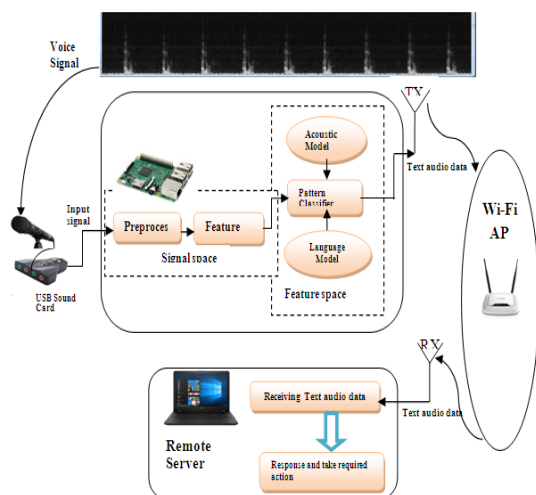 Voice
Signal
TX
Acoustic
Model
Text audio data
Pattern
Classifier
Input
signal
Preproces
Feature
Signal space
Language
Model
Feature space
USB Sound
Card
Wi-Fi
AP
RX
Text audio data
Receiving Text audio data
Remote
Server
Response and take required
action